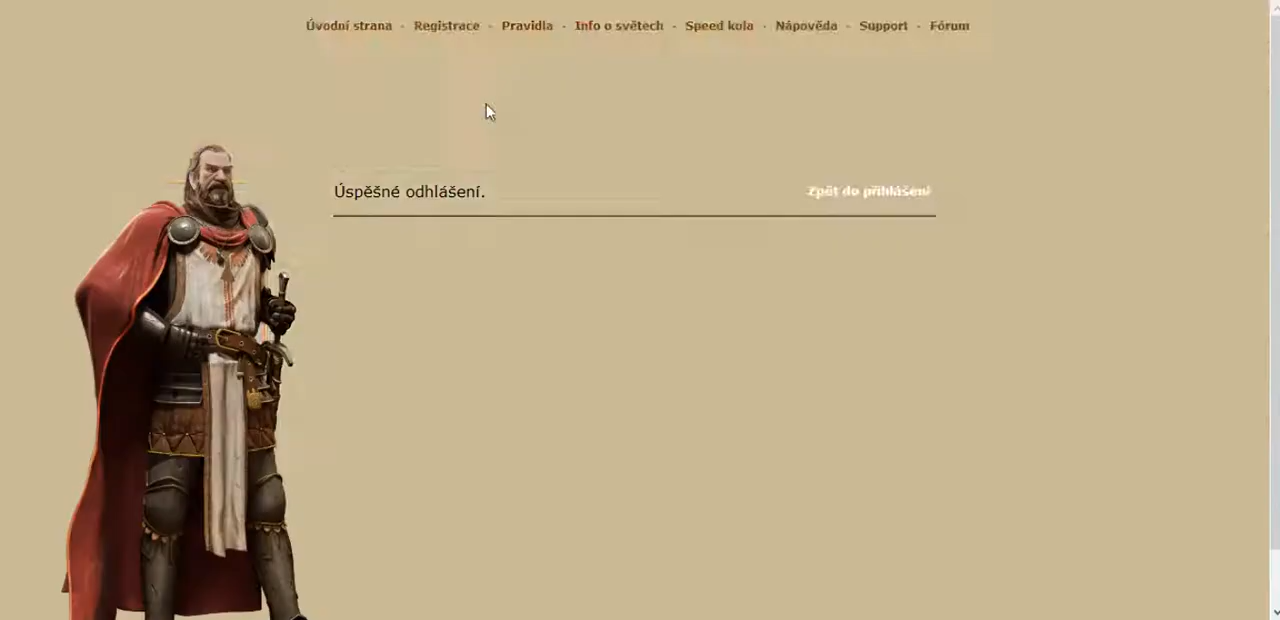 Úvodní strana - Registrace - Pravidla - Info o světech - Speed kola - Nápověda - Support - Fórum
Úspěšné odhlášení. Zpět do přihlášení